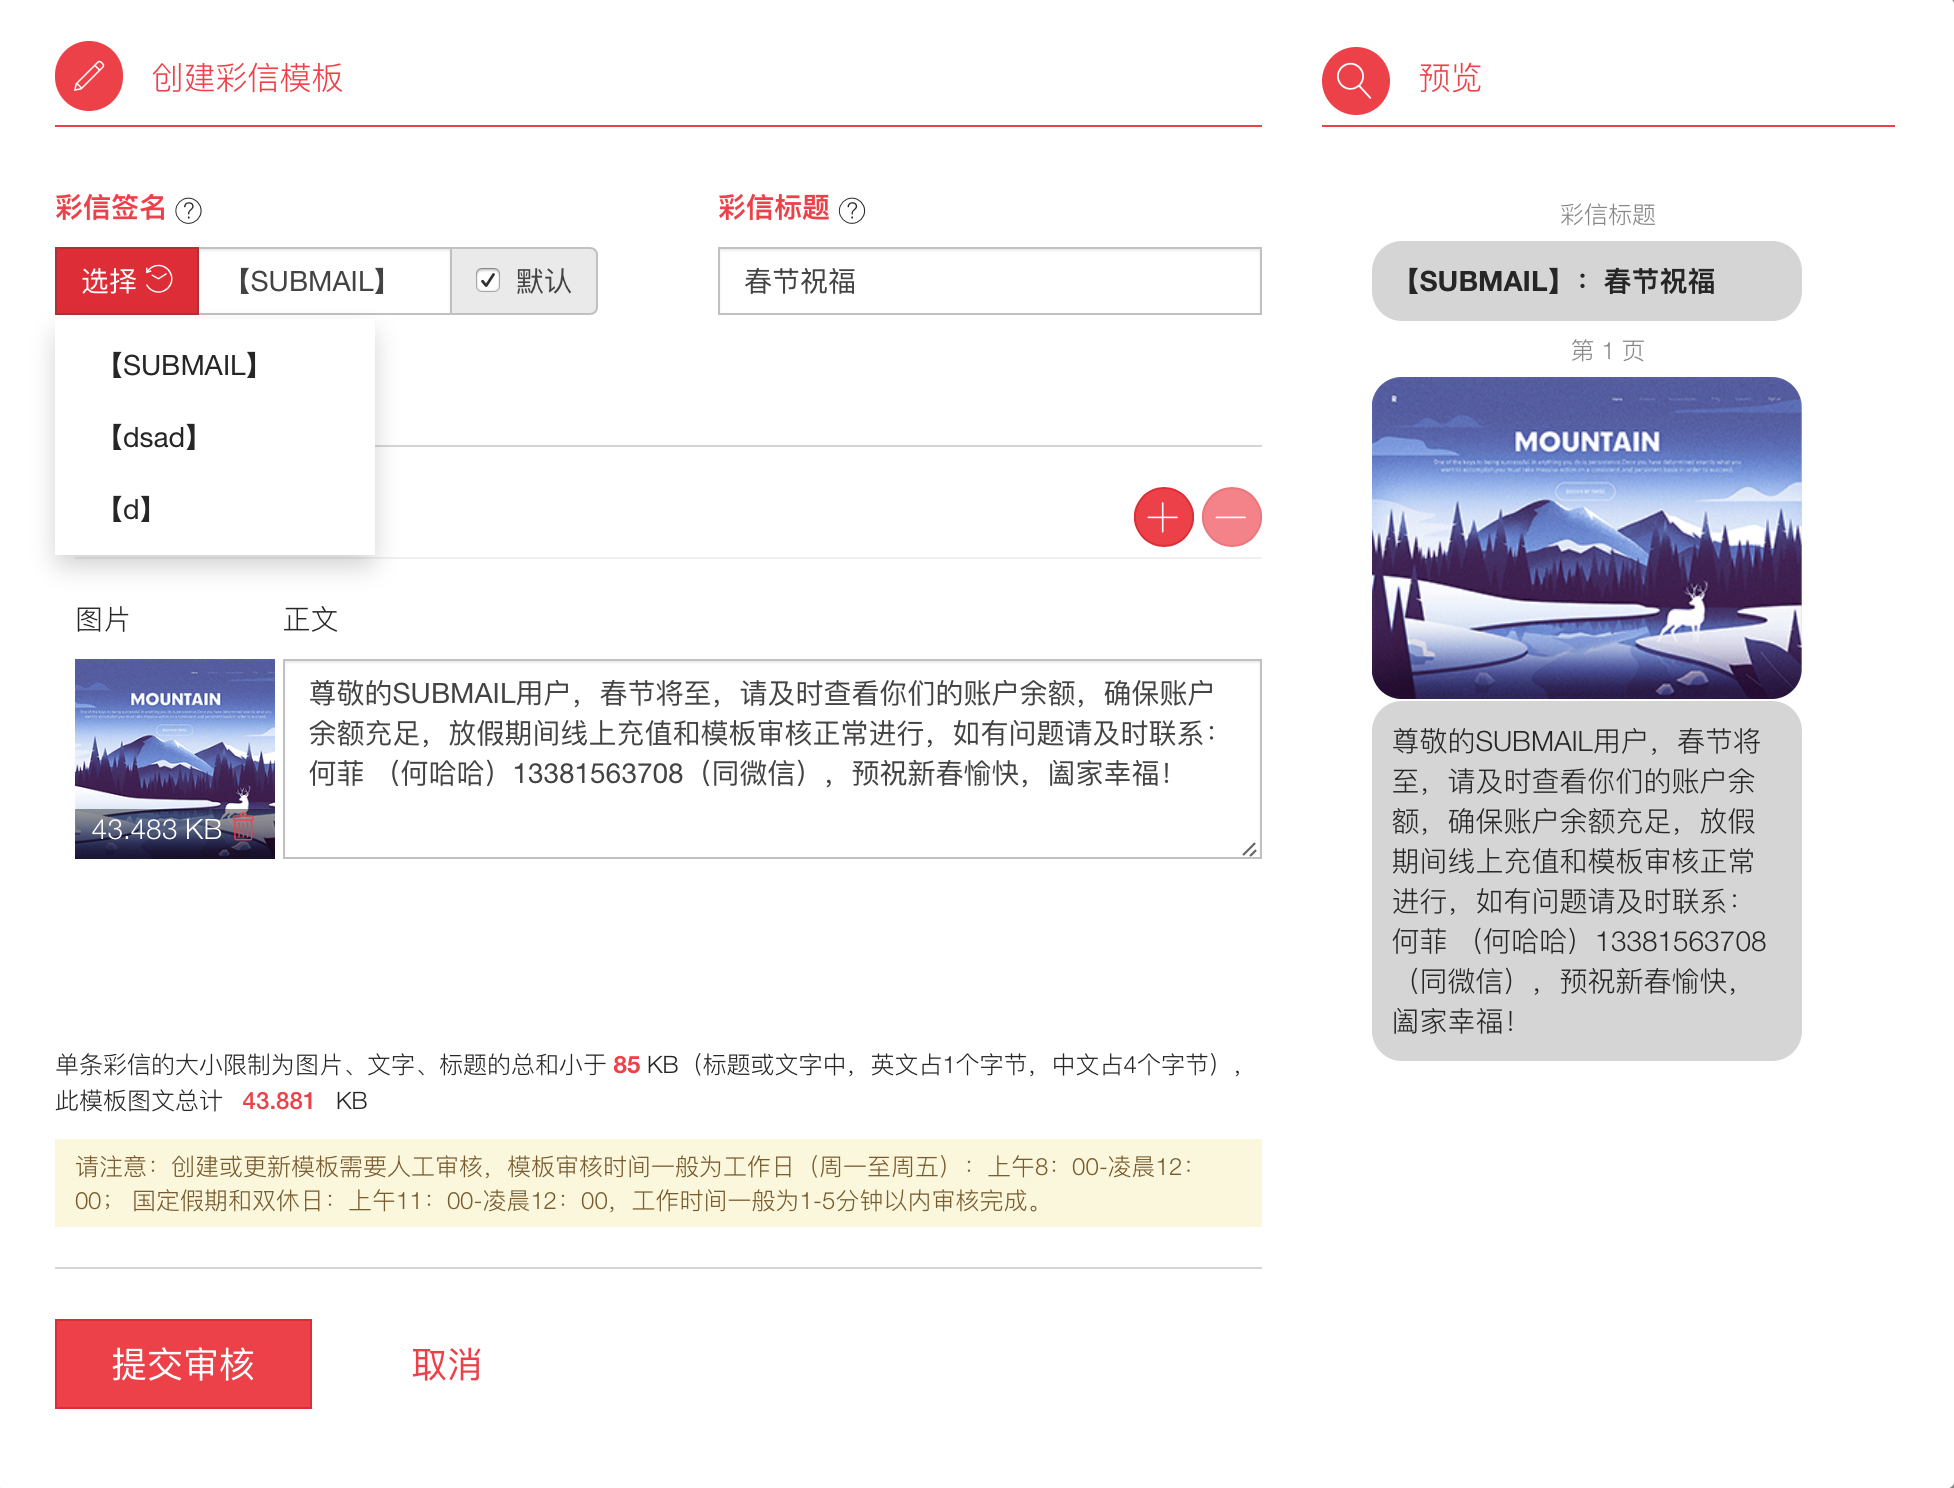 创建彩信模板
预览
彩信签名 ?
彩信标题 ?
选择
【SUBMAIL】
默认
春节祝福
【SUBMAIL】
【dsad】
【d】
图片
正文
MOUNTAIN
43.483 KB
尊敬的SUBMAIL用户，春节将至，请及时查看你们的账户余额，确保账户
余额充足，放假期间线上充值和模板审核正常进行，如有问题请及时联系：
何菲 （何哈哈）13381563708（同微信），预祝新春愉快，阖家幸福！
单条彩信的大小限制为图片、文字、标题的总和小于 85 KB（标题或文字中，英文占1个字节，中文占4个字节），
此模板图文总计 43.881 KB
请注意：创建或更新模板需要人工审核，模板审核时间一般为工作日（周一至周五）：上午8：00-凌晨12：
00； 国定假期和双休日：上午11：00-凌晨12：00，工作时间一般为1-5分钟以内审核完成。
提交审核
取消
彩信标题
【SUBMAIL】：春节祝福
第 1 页
MOUNTAIN
尊敬的SUBMAIL用户，春节将
至，请及时查看你们的账户余
额，确保账户余额充足，放假
期间线上充值和模板审核正常
进行，如有问题请及时联系：
何菲 （何哈哈）13381563708
（同微信），预祝新春愉快，
阖家幸福！